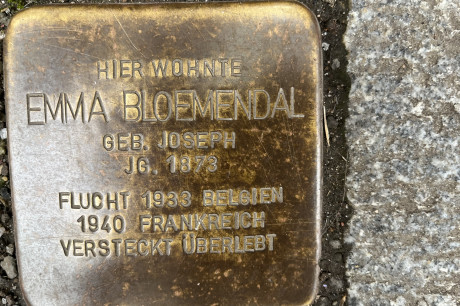 HIER WOHNTE
EMMA BLOEMENDAL
GEB. JOSEPH
JG. 1873
FLUCHT 1933 BELGIEN
1940 FRANKREICH
VERSTECKT ÜBERLEBT